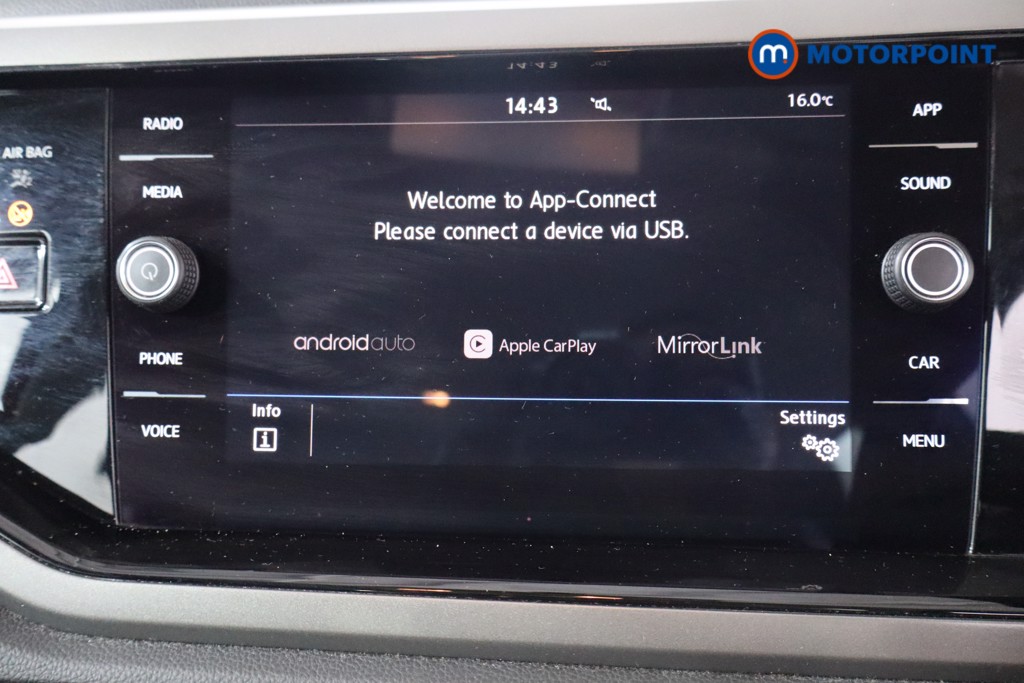 m MOTORPOINT
14:43
16.0°C
RADIO
MEDIA
PHONE
VOICE
AIR BAG
Welcome to App-Connect
Please connect a device via USB.
androidauto
Apple CarPlay
MirrorLink
Info
i
Settings
APP
SOUND
CAR
MENU